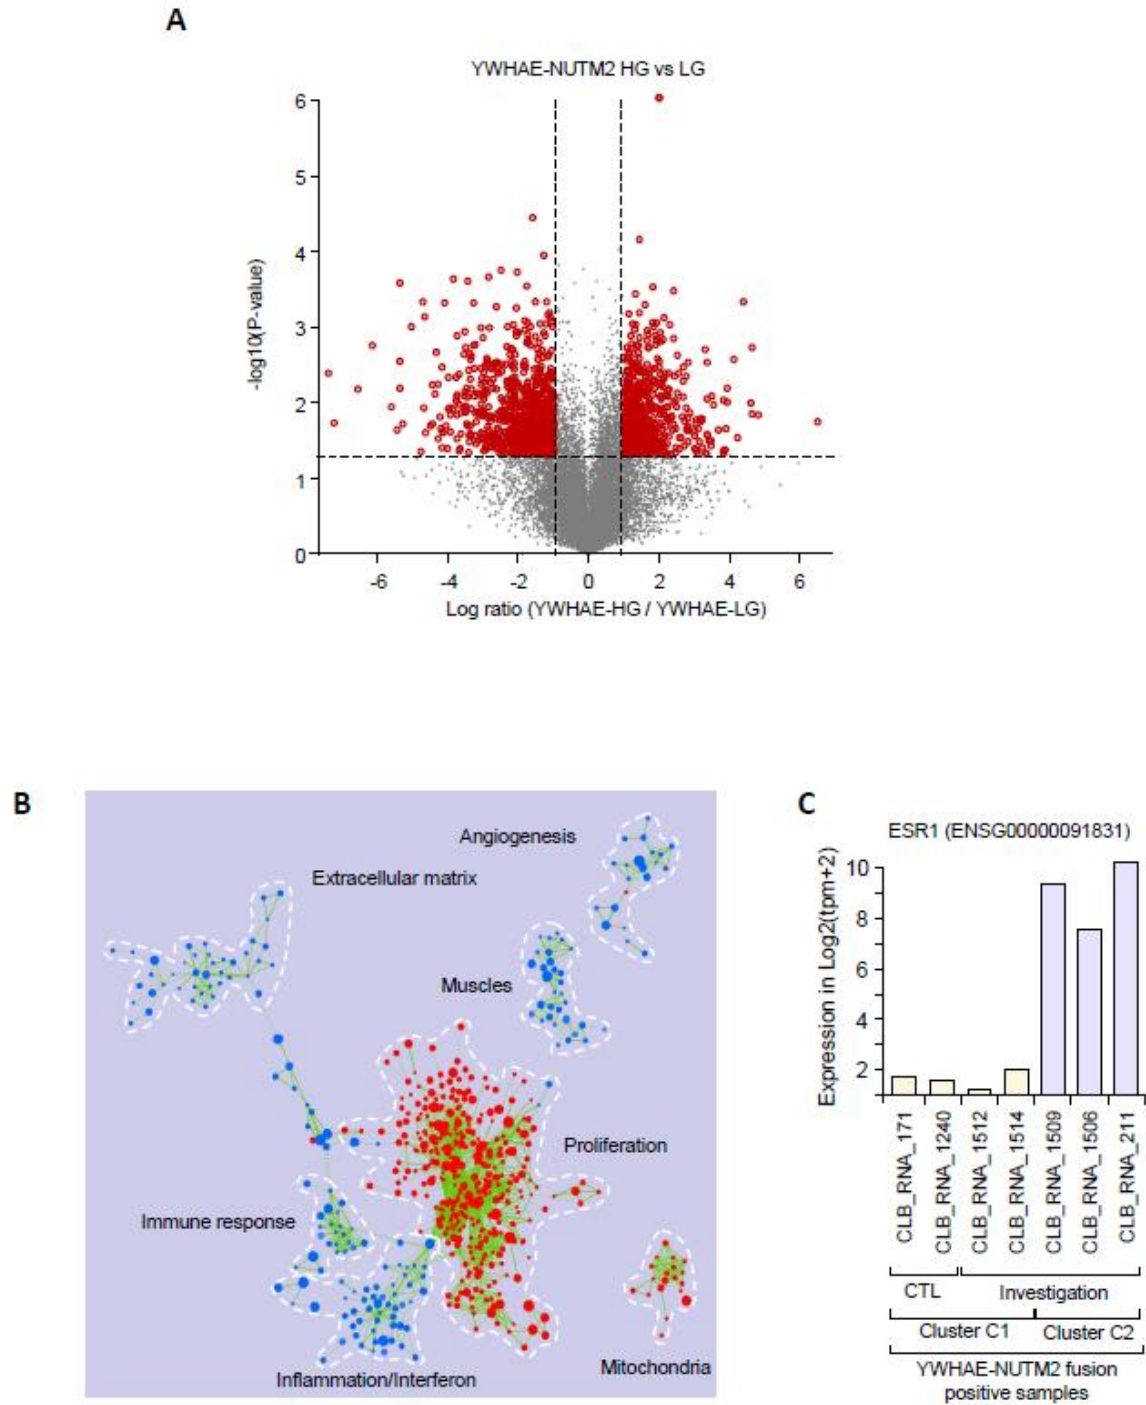 A
YWHAE-NUTM2 HG vs LG
6
5
4
3
2
1
0
-log10(P-value)
-6 -4 -2 0 2 4 6
Log ratio (YWHAE-HG / YWHAE-LG)
B
Angiogenesis
Extracellular matrix
Muscles
Proliferation
Immune response
Mitochondria
Inflammation/Interferon
C
ESR1 (ENSG00000091831)
Expression in Log2(tpm+2)
10
8
6
4
2
CLB_RNA_171
CLB_RNA_1240
CLB_RNA_1512
CLB_RNA_1514
CLB_RNA_1509
CLB_RNA_1506
CLB_RNA_211
CTL Investigation
Cluster C1 Cluster C2
YWHAE-NUTM2 fusion
positive samples